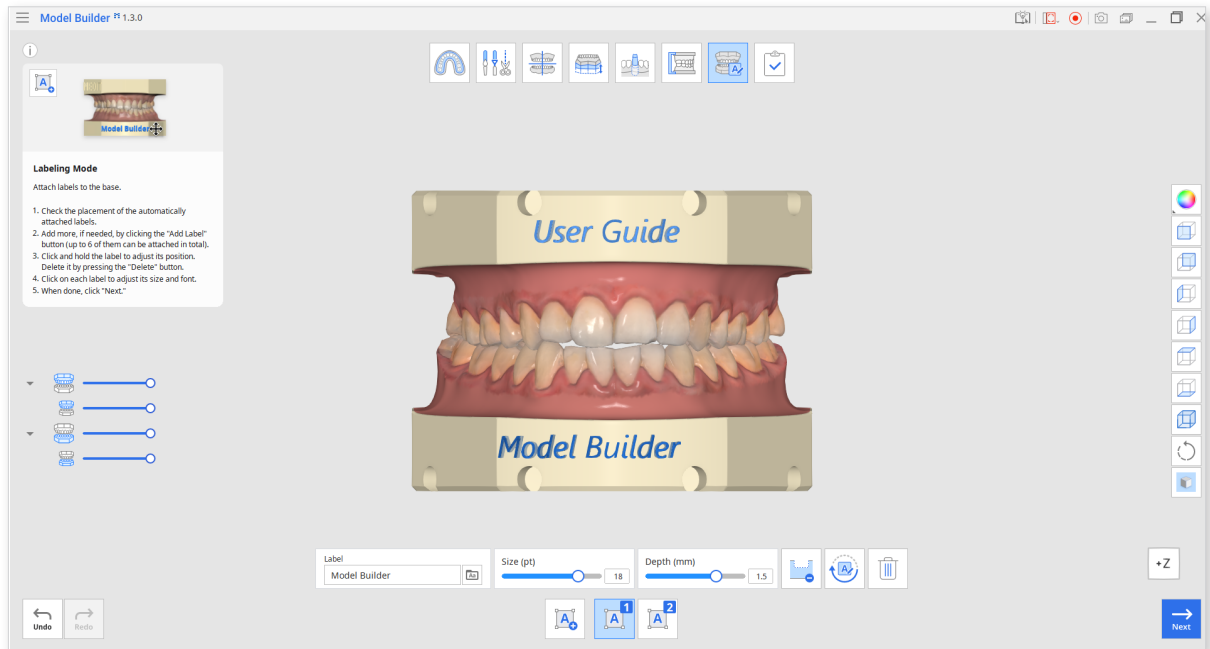 Model Builder 1.3.0
i
A
Model Builder
Labeling Mode
Attach labels to the base.
1. Check the placement of the automatically
attached labels.
2. Add more, if needed, by clicking the "Add Label"
button (up to 6 of them can be attached in total).
3. Click and hold the label to adjust its position.
Delete it by pressing the "Delete" button.
4. Click on each label to adjust its size and font.
5. When done, click "Next."
A
User Guide
Model Builder
Label
Model Builder
Aa
Size (pt)
18
Depth (mm)
1.5
A
+Z
Undo
Redo
A
A 1
A 2
Next